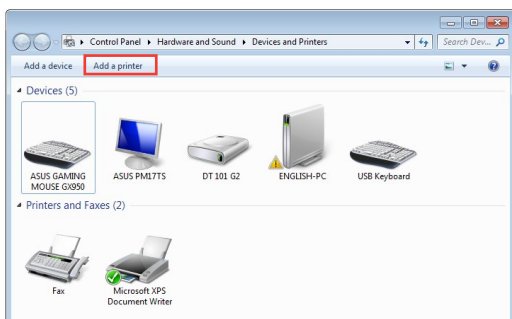 Control Panel ▸ Hardware and Sound ▸ Devices and Printers
Search Dev...
Add a device
Add a printer
Devices (5)
ASUS GAMING
MOUSE GX950
ASUS PM17TS
DT 101 G2
ENGLISH-PC
USB Keyboard
Printers and Faxes (2)
Fax
Microsoft XPS
Document Writer